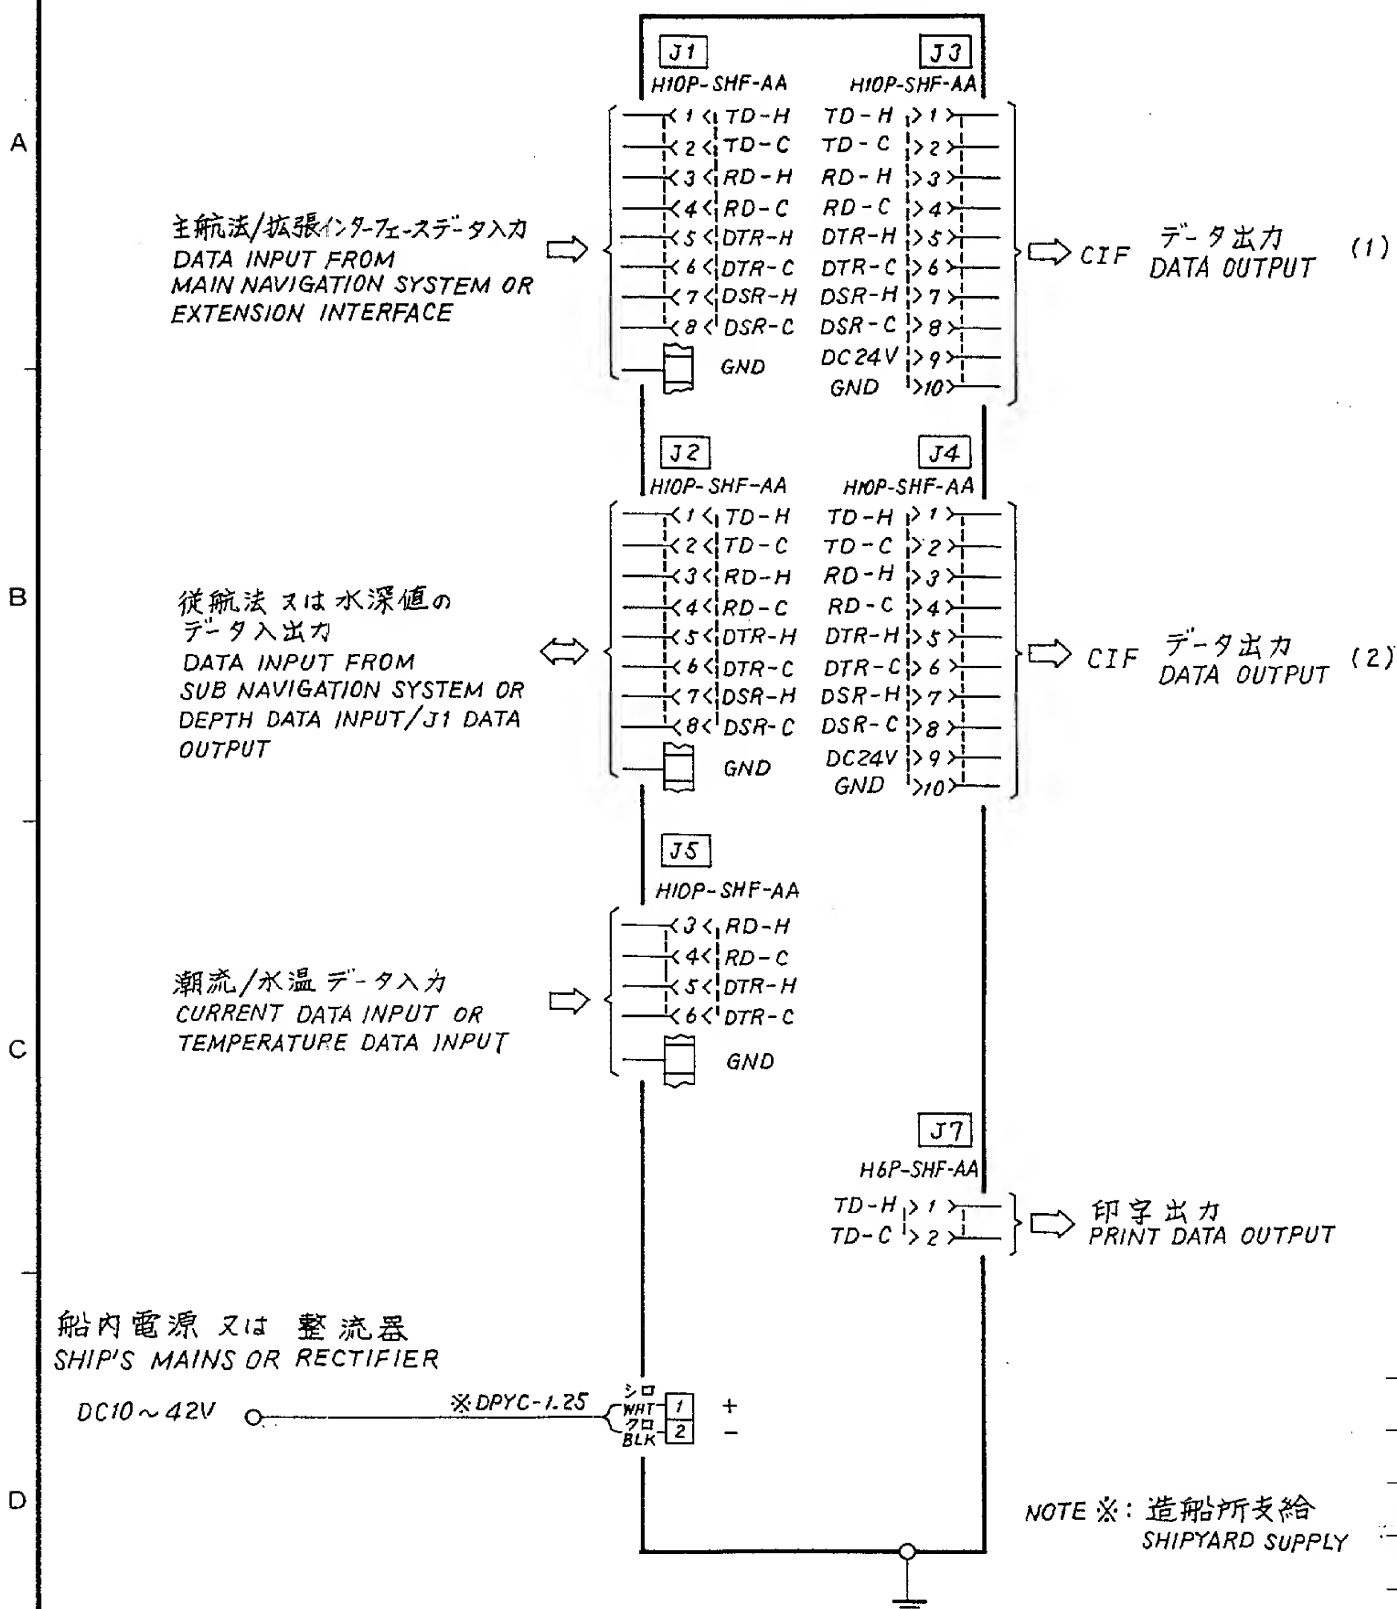 A
B
C
D
J1
H10P-SHF-AA
1 TD-H
2 TD-C
3 RD-H
4 RD-C
5 DTR-H
6 DTR-C
7 DSR-H
8 DSR-C
GND
主航法/拡張インターフェースデータ入力
DATA INPUT FROM
MAIN NAVIGATION SYSTEM OR
EXTENSION INTERFACE
J3
H10P-SHF-AA
TD-H 1
TD-C 2
RD-H 3
RD-C 4
DTR-H 5
DTR-C 6
DSR-H 7
DSR-C 8
DC24V 9
GND 10
CIF データ出力 (1)
DATA OUTPUT
J2
H10P-SHF-AA
1 TD-H
2 TD-C
3 RD-H
4 RD-C
5 DTR-H
6 DTR-C
7 DSR-H
8 DSR-C
GND
従航法 又は 水深値の
データ入出力
DATA INPUT FROM
SUB NAVIGATION SYSTEM OR
DEPTH DATA INPUT/J1 DATA
OUTPUT
J4
H10P-SHF-AA
TD-H 1
TD-C 2
RD-H 3
RD-C 4
DTR-H 5
DTR-C 6
DSR-H 7
DSR-C 8
DC24V 9
GND 10
CIF データ出力 (2)
DATA OUTPUT
J5
H10P-SHF-AA
3 RD-H
4 RD-C
5 DTR-H
6 DTR-C
GND
潮流/水温 データ入力
CURRENT DATA INPUT OR
TEMPERATURE DATA INPUT
J7
H6P-SHF-AA
TD-H 1
TD-C 2
印字出力
PRINT DATA OUTPUT
船内電源 又は 整流器
SHIP'S MAINS OR RECTIFIER
DC10~42V
※DPYC-1.25
シロ
WHT 1 +
クロ
BLK 2 -
NOTE ※: 造船所支給
SHIPYARD SUPPLY